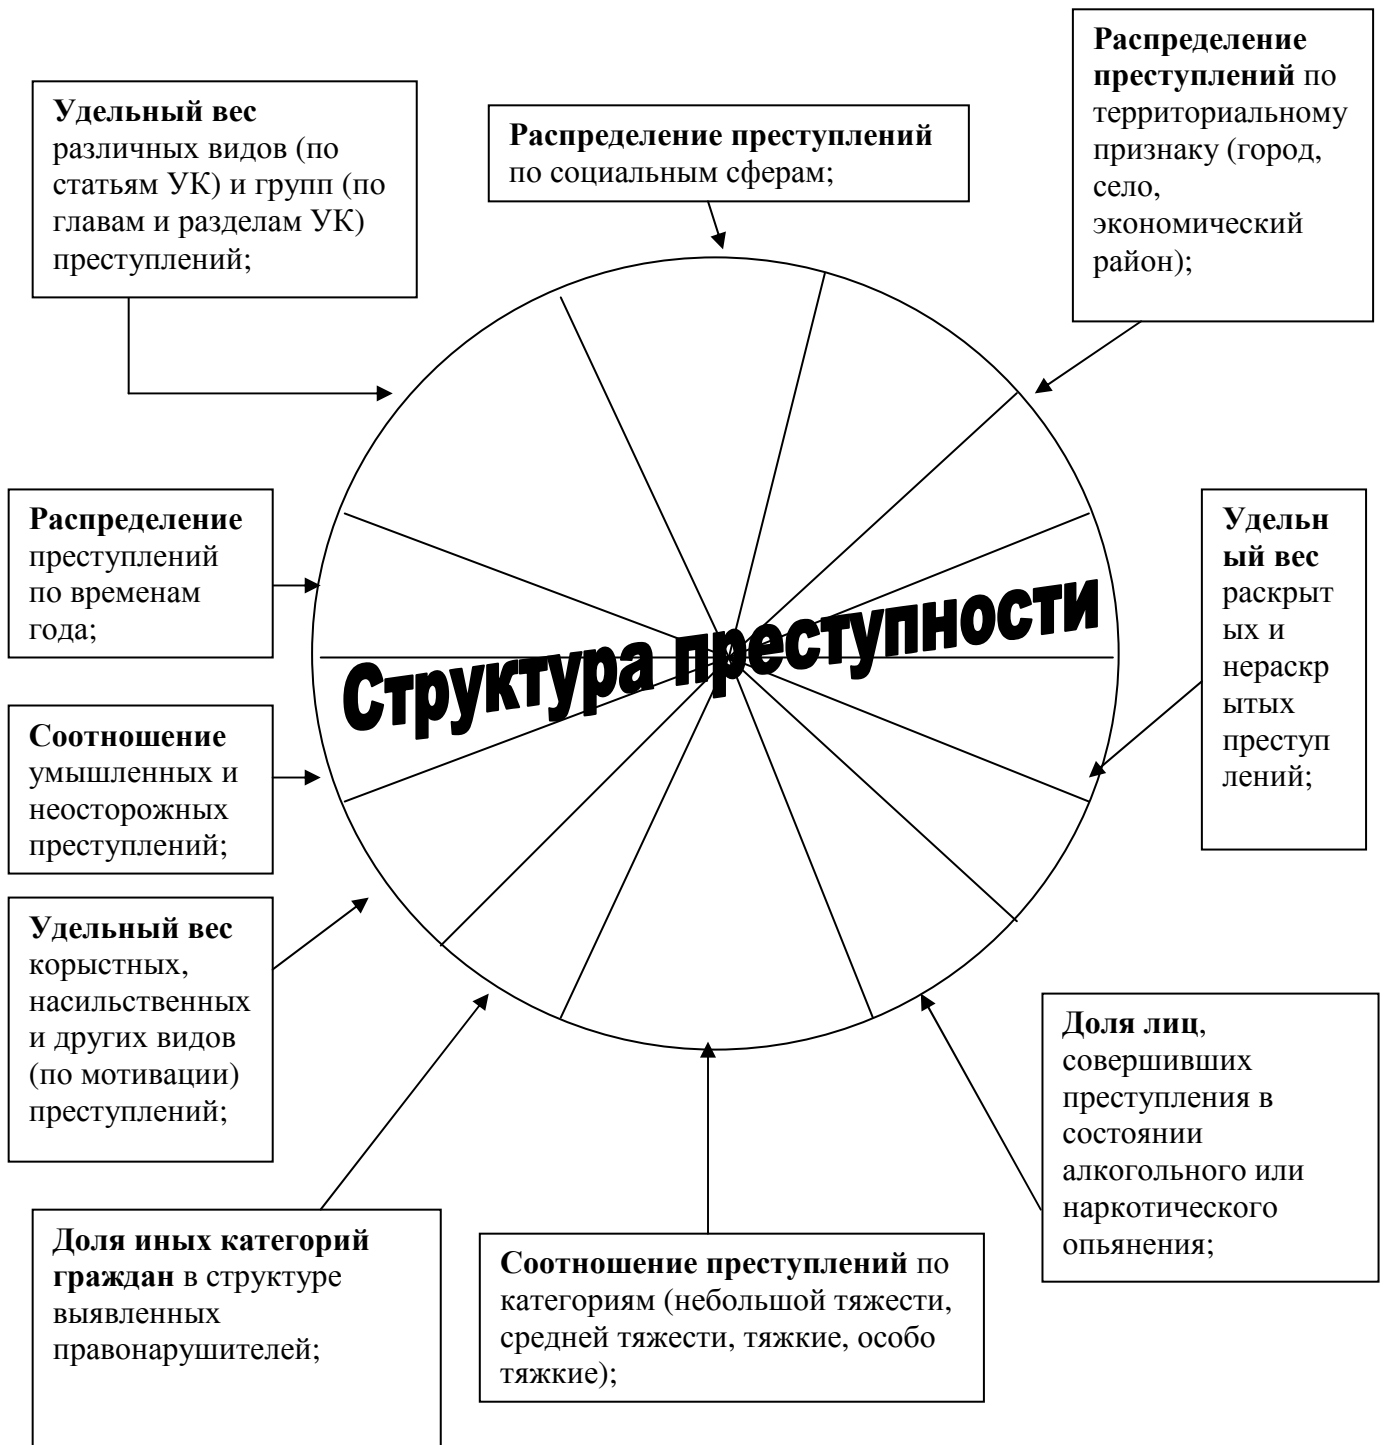 Распределение
преступлений по
территориальному
признаку (город,
село,
экономический
район);
Удельный вес
различных видов (по
статьям УК) и групп (по
главам и разделам УК)
преступлений;
Распределение преступлений
по социальным сферам;
Распределение
преступлений
по временам
года;
Удельн
ый вес
раскрыт
ых и
нераскр
ытых
преступ
лений;
Структура преступности
Соотношение
умышленных и
неосторожных
преступлений;
Удельный вес
корыстных,
насильственных
и других видов
(по мотивации)
преступлений;
Доля лиц,
совершивших
преступления в
состоянии
алкогольного или
наркотического
опьянения;
Доля иных категорий
граждан в структуре
выявленных
правонарушителей;
Соотношение преступлений по
категориям (небольшой тяжести,
средней тяжести, тяжкие, особо
тяжкие);